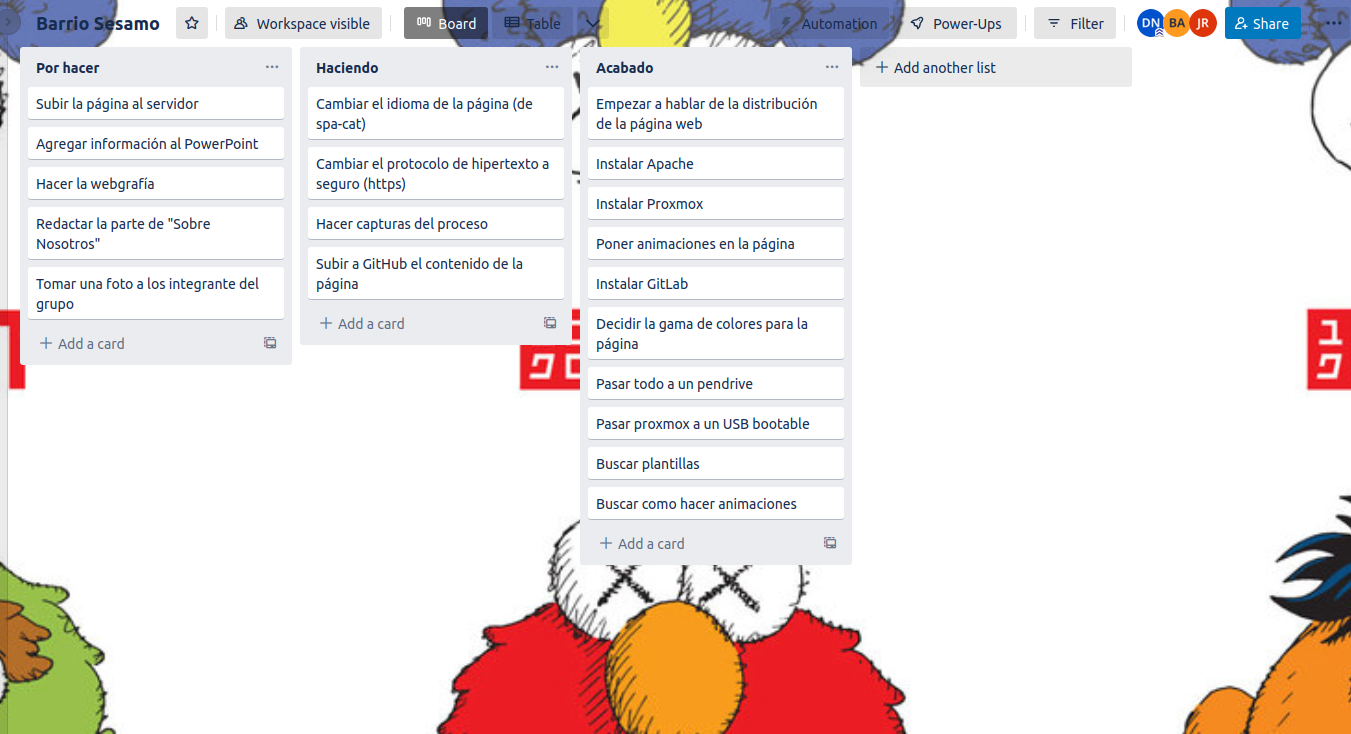 Barrio Sesamo
Workspace visible
Board
Table
Automation
Power-Ups
Filter
DN
BA
JR
Share
Por hacer
Subir la página al servidor
Agregar información al PowerPoint
Hacer la webgrafía
Redactar la parte de "Sobre
Nosotros"
Tomar una foto a los integrante del
grupo
Add a card
Haciendo
Cambiar el idioma de la página (de
spa-cat)
Cambiar el protocolo de hipertexto a
seguro (https)
Hacer capturas del proceso
Subir a GitHub el contenido de la
página
Add a card
Acabado
Empezar a hablar de la distribución
de la página web
Instalar Apache
Instalar Proxmox
Poner animaciones en la página
Instalar GitLab
Decidir la gama de colores para la
página
Pasar todo a un pendrive
Pasar proxmox a un USB bootable
Buscar plantillas
Buscar como hacer animaciones
Add a card
Add another list